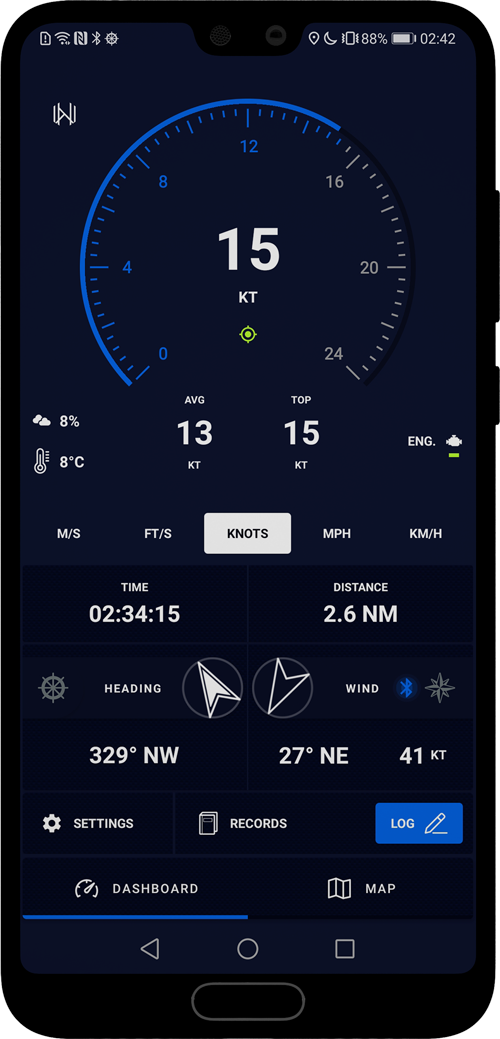 88% 02:42
12
8
16
15
4
20
KT
0
24
AVG
TOP
8%
13
15
ENG.
8°C
KT
KT
M/S FT/S KNOTS MPH KM/H
TIME
DISTANCE
02:34:15
2.6 NM
HEADING
WIND
329° NW
27° NE
41 KT
SETTINGS
RECORDS
LOG
DASHBOARD
MAP